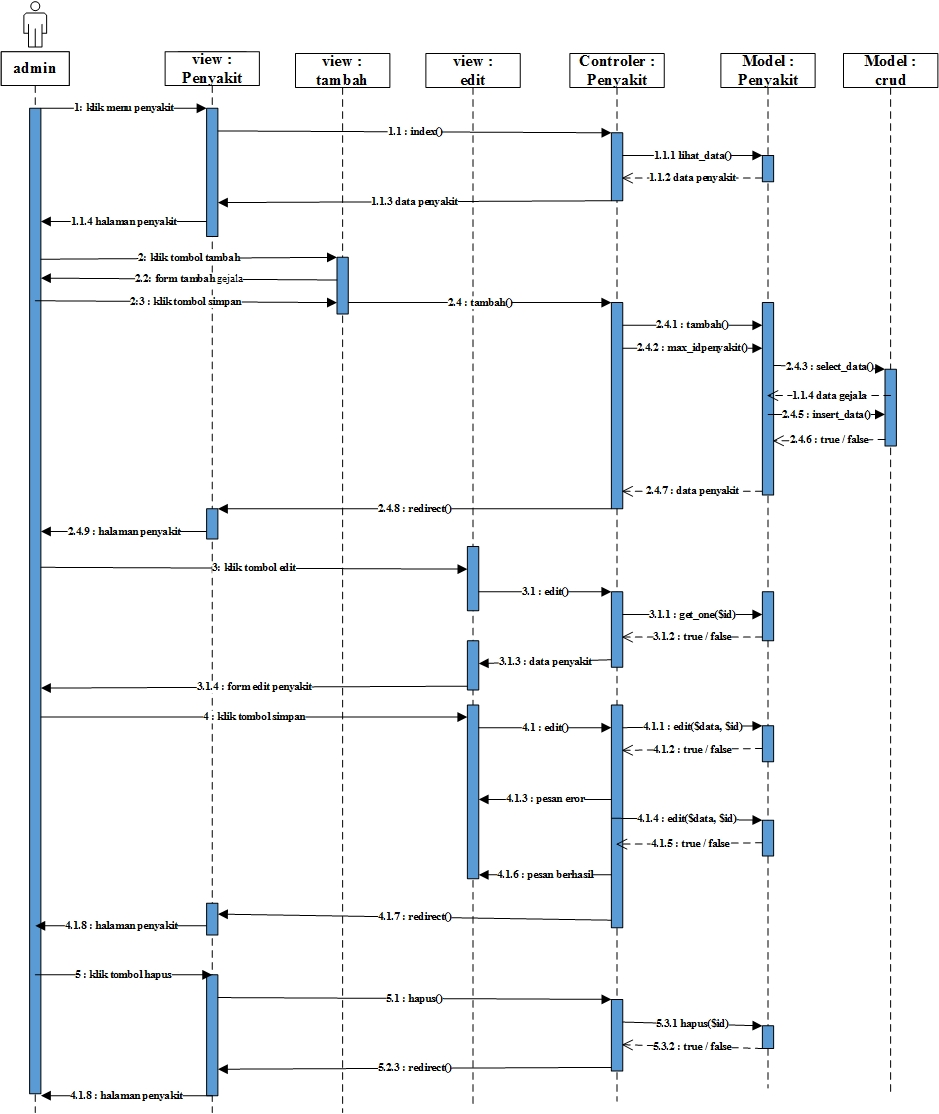 admin
view :
Penyakit
view :
tambah
view :
edit
Controler :
Penyakit
Model :
Penyakit
Model :
crud
1: klik menu penyakit
1.1 : index()
1.1.1 lihat_data()
1.1.2 data penyakit
1.1.3 data penyakit
1.1.4 halaman penyakit
2: klik tombol tambah
2.2: form tambah gejala
2:3 : klik tombol simpan
2.4 : tambah()
2.4.1 : tambah()
2.4.2 : max_idpenyakit()
2.4.3 : select_data()
1.1.4 data gejala
2.4.5 : insert_data()
2.4.6 : true / false
2.4.7 : data penyakit
2.4.8 : redirect()
2.4.9 : halaman penyakit
3: klik tombol edit
3.1 : edit()
3.1.1 : get_one($id)
3.1.2 : true / false
3.1.3 : data penyakit
3.1.4 : form edit penyakit
4 : klik tombol simpan
4.1 : edit()
4.1.1 : edit($data, $id)
4.1.2 : true / false
4.1.3 : pesan eror
4.1.4 : edit($data, $id)
4.1.5 : true / false
4.1.6 : pesan berhasil
4.1.7 : redirect()
4.1.8 : halaman penyakit
5 : klik tombol hapus
5.1 : hapus()
5.3.1 hapus($id)
5.3.2 : true / false
5.2.3 : redirect()
4.1.8 : halaman penyakit